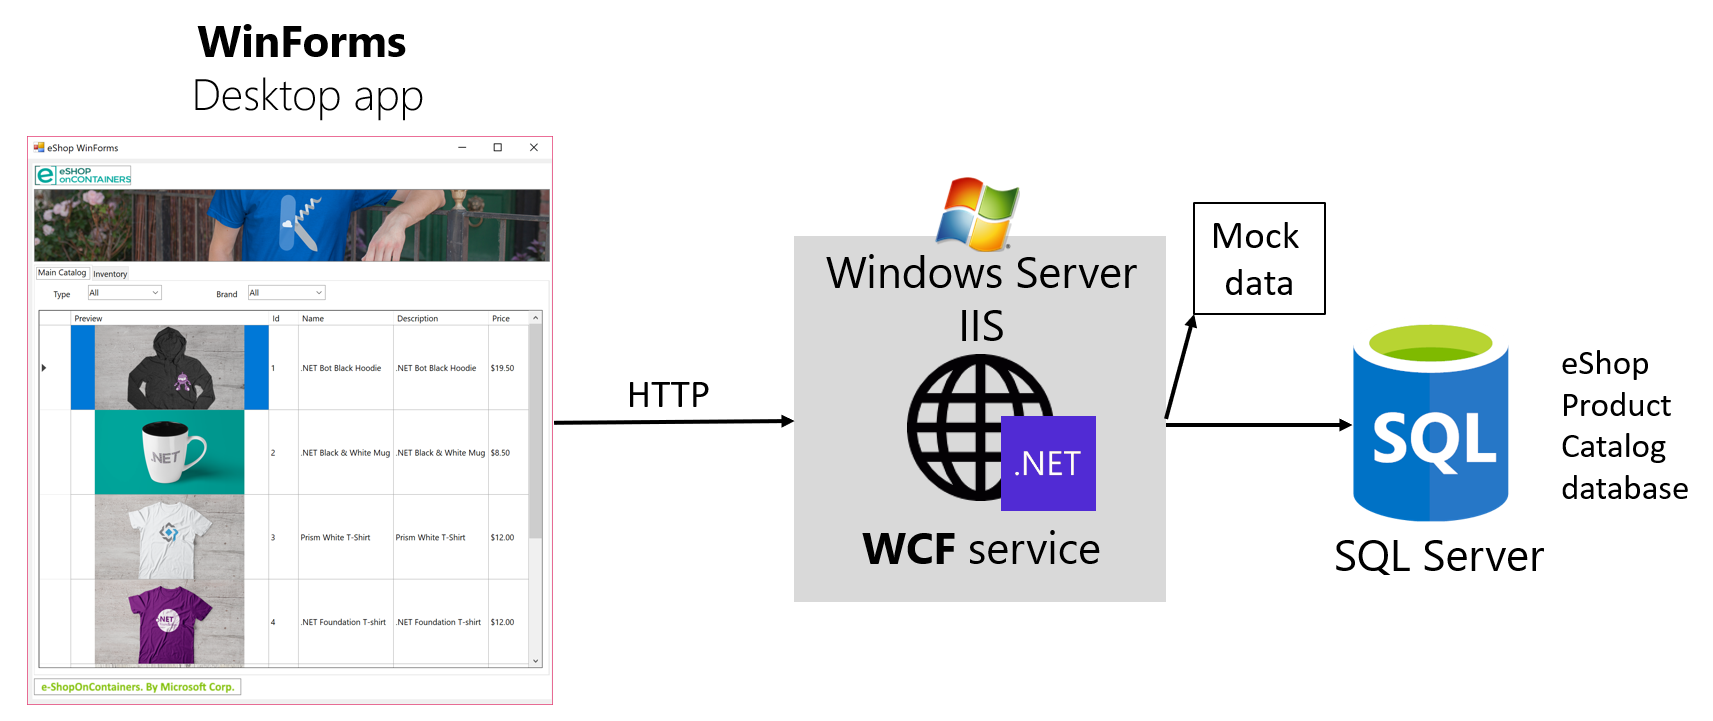 WinForms
Desktop app
eShop WinForms
eSHOP
onCONTAINERS
Main Catalog Inventory
Type All Brand All
Preview Id Name Description Price
1 .NET Bot Black Hoodie .NET Bot Black Hoodie $19.50
.NET
2 .NET Black & White Mug .NET Black & White Mug $8.50
3 Prism White T-Shirt Prism White T-Shirt $12.00
.NET
4 .NET Foundation T-shirt .NET Foundation T-shirt $12.00
e-ShopOnContainers. By Microsoft Corp.
HTTP
Windows Server
IIS
.NET
WCF service
Mock
data
SQL
SQL Server
eShop
Product
Catalog
database